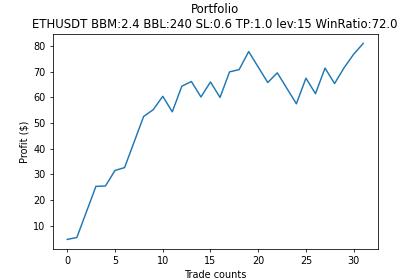 Portfolio
ETHUSDT BBM:2.4 BBL:240 SL:0.6 TP:1.0 lev:15 WinRatio:72.0
80
70
60
50
40
30
20
10
Profit ($)
0 5 10 15 20 25 30
Trade counts